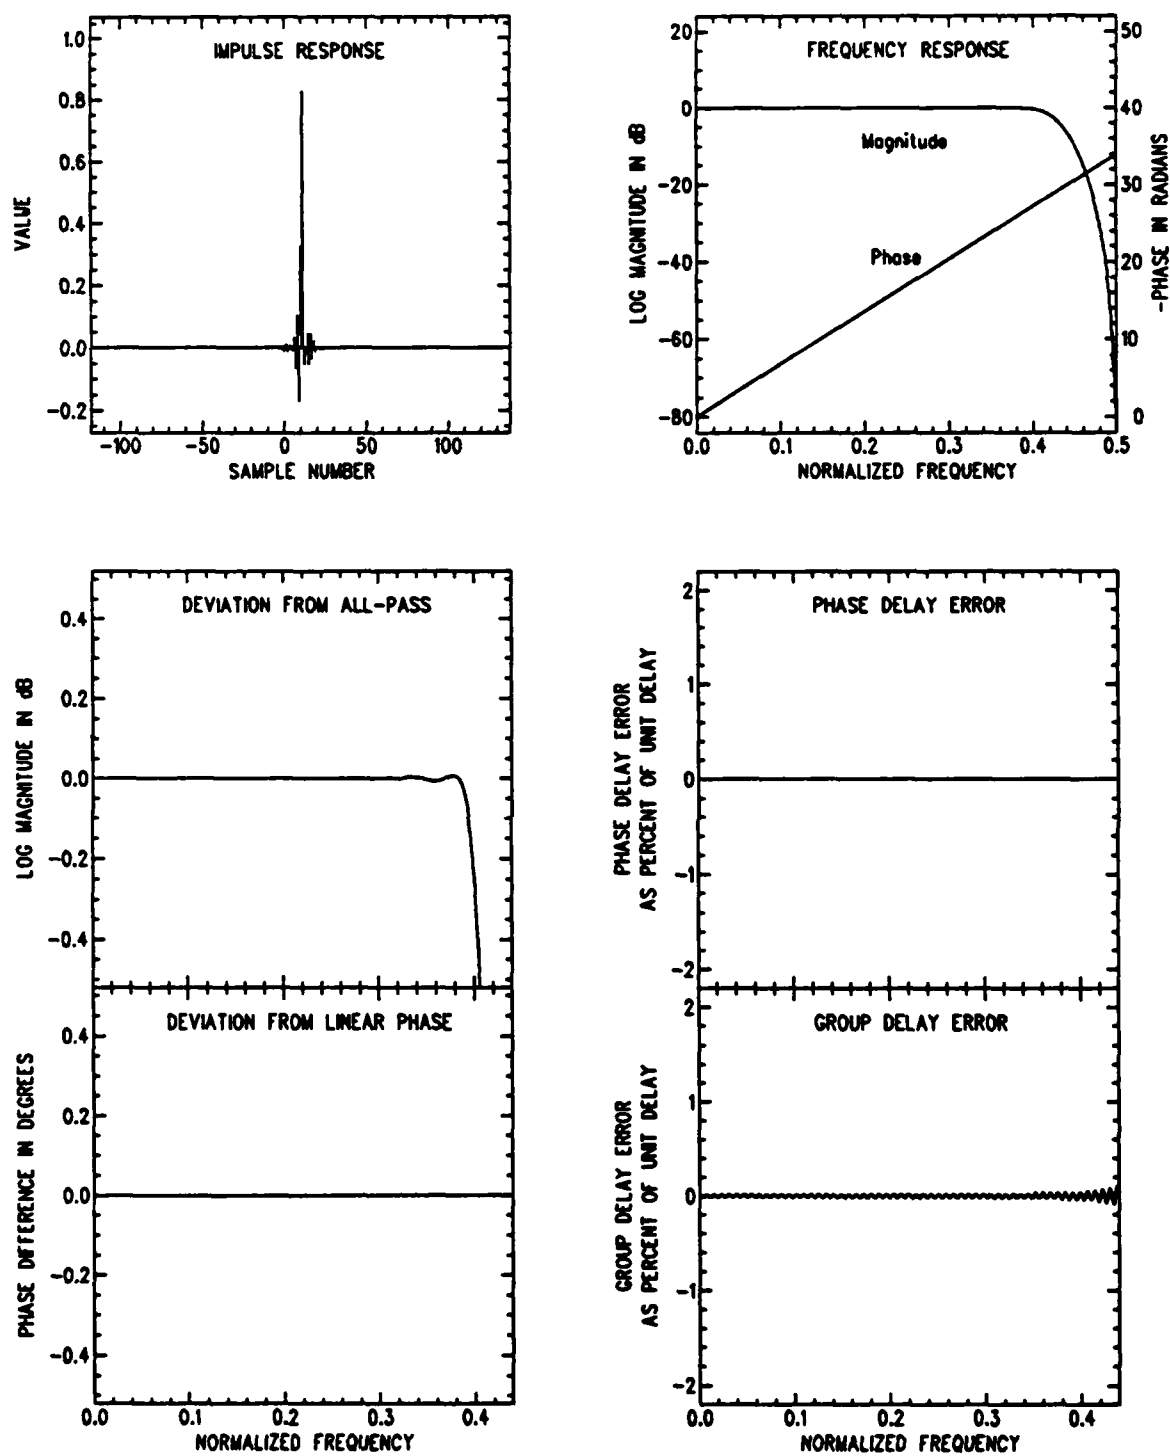 IMPULSE RESPONSE
1.0
0.8
0.6
0.4
0.2
0.0
-0.2
VALUE
-100
-50
0
50
100
SAMPLE NUMBER
FREQUENCY RESPONSE
20
0
-20
-40
-60
-80
LOG MAGNITUDE IN dB
Magnitude
Phase
50
40
30
20
10
0
-PHASE IN RADIANS
0.0
0.1
0.2
0.3
0.4
0.5
NORMALIZED FREQUENCY
DEVIATION FROM ALL-PASS
0.4
0.2
0.0
-0.2
-0.4
LOG MAGNITUDE IN dB
PHASE DELAY ERROR
2
1
0
-1
-2
PHASE DELAY ERROR
AS PERCENT OF UNIT DELAY
DEVIATION FROM LINEAR PHASE
0.4
0.2
0.0
-0.2
-0.4
PHASE DIFFERENCE IN DEGREES
0.0
0.1
0.2
0.3
0.4
NORMALIZED FREQUENCY
GROUP DELAY ERROR
2
1
0
-1
-2
GROUP DELAY ERROR
AS PERCENT OF UNIT DELAY
0.0
0.1
0.2
0.3
0.4
NORMALIZED FREQUENCY